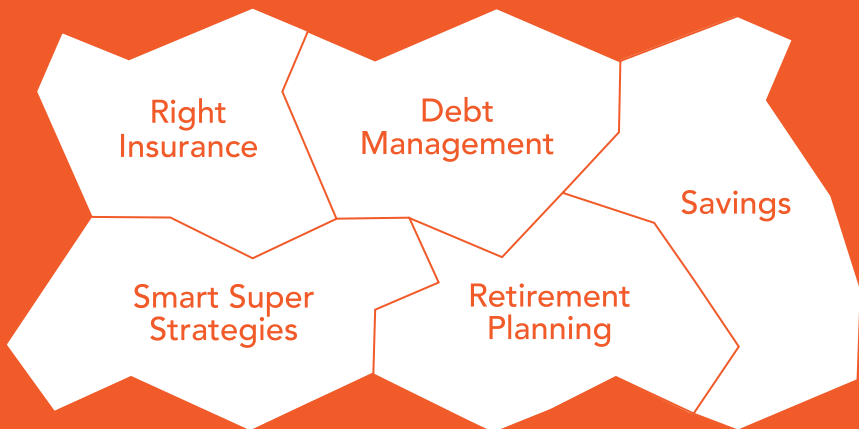 Right
Insurance
Debt
Management
Savings
Smart Super
Strategies
Retirement
Planning